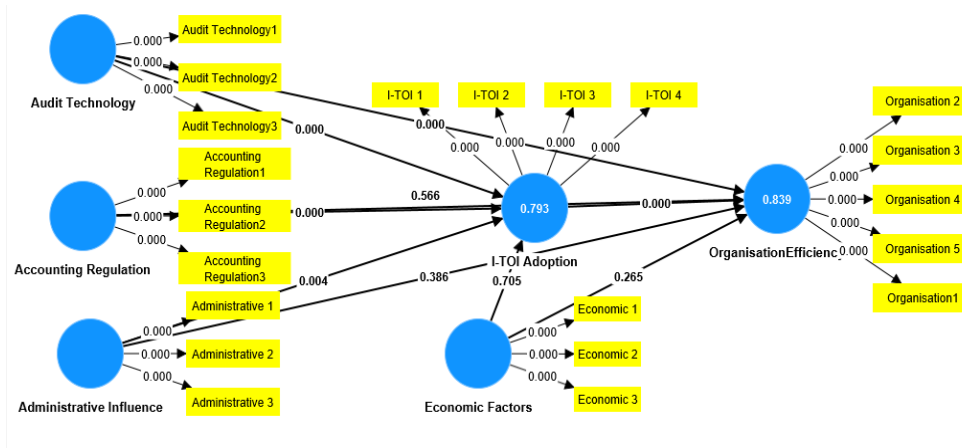 0.000
Audit Technology1
0.000
Audit Technology2
0.000
Audit Technology3
Audit Technology
0.000
0.000
I-TOI 1
I-TOI 2
I-TOI 3
I-TOI 4
0.000
0.000
0.000
0.000
Organisation 2
0.000
Organisation 3
0.000
Organisation 4
0.000
Organisation 5
0.000
Organisation1
0.000
0.839
OrganisationEfficienc
Accounting
Regulation1
0.000
Accounting
Regulation2
0.000
Accounting
Regulation3
0.000
Accounting Regulation
0.566
0.000
0.793
I-TOI Adoption
0.000
0.004
0.386
0.705
0.265
Administrative 1
0.000
Administrative 2
0.000
Administrative 3
0.000
Administrative Influence
Economic 1
0.000
Economic 2
0.000
Economic 3
0.000
Economic Factors